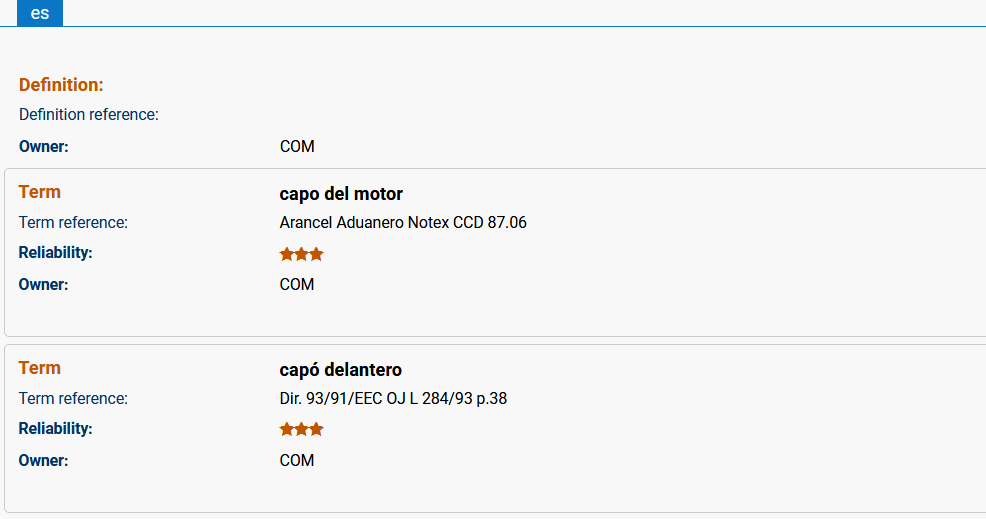 es
Definition:
Definition reference:
Owner: COM
Term capo del motor
Term reference: Arancel Aduanero Notex CCD 87.06
Reliability:
Owner: COM
Term capó delantero
Term reference: Dir. 93/91/EEC OJ L 284/93 p.38
Reliability:
Owner: COM